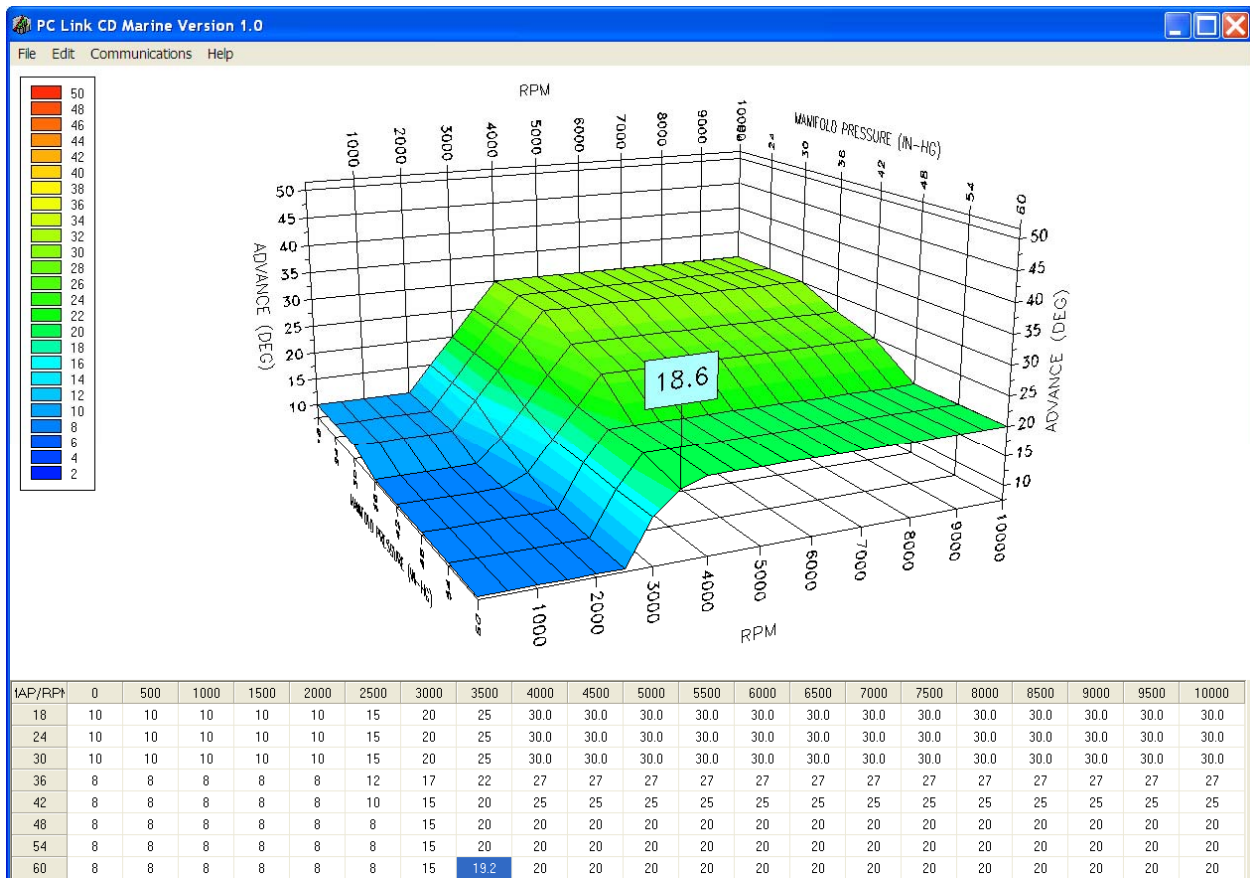 PC Link CD Marine Version 1.0
File Edit Communications Help
50
48
46
44
42
40
38
36
34
32
30
28
26
24
22
20
18
16
14
12
10
8
6
4
2
RPM
1000 2000 3000 4000 5000 6000 7000 8000 9000
MANIFOLD PRESSURE (IN-HG)
24 30 36 42 48 54 60
ADVANCE (DEG)
50
45
40
35
30
25
20
15
10
18.6
ADVANCE (DEG)
50
45
40
35
30
25
20
15
10
MANIFOLD PRESSURE (IN-HG)
1000 2000 3000 4000 5000 6000 7000 8000 9000 10000
RPM
0 500 1000 1500 2000 2500 3000 3500 4000 4500 5000 5500 6000 6500 7000 7500 8000 8500 9000 9500 10000
18 10 10 10 10 10 15 20 25 30.0 30.0 30.0 30.0 30.0 30.0 30.0 30.0 30.0 30.0 30.0 30.0 30.0
24 10 10 10 10 10 15 20 25 30.0 30.0 30.0 30.0 30.0 30.0 30.0 30.0 30.0 30.0 30.0 30.0 30.0
30 10 10 10 10 10 15 20 25 30.0 30.0 30.0 30.0 30.0 30.0 30.0 30.0 30.0 30.0 30.0 30.0 30.0
36 8 8 8 8 8 12 17 22 27 27 27 27 27 27 27 27 27 27 27 27 27
42 8 8 8 8 8 10 15 20 25 25 25 25 25 25 25 25 25 25 25 25 25
48 8 8 8 8 8 8 15 20 20 20 20 20 20 20 20 20 20 20 20 20 20
54 8 8 8 8 8 8 15 20 20 20 20 20 20 20 20 20 20 20 20 20 20
60 8 8 8 8 8 8 15 19.2 20 20 20 20 20 20 20 20 20 20 20 20 20